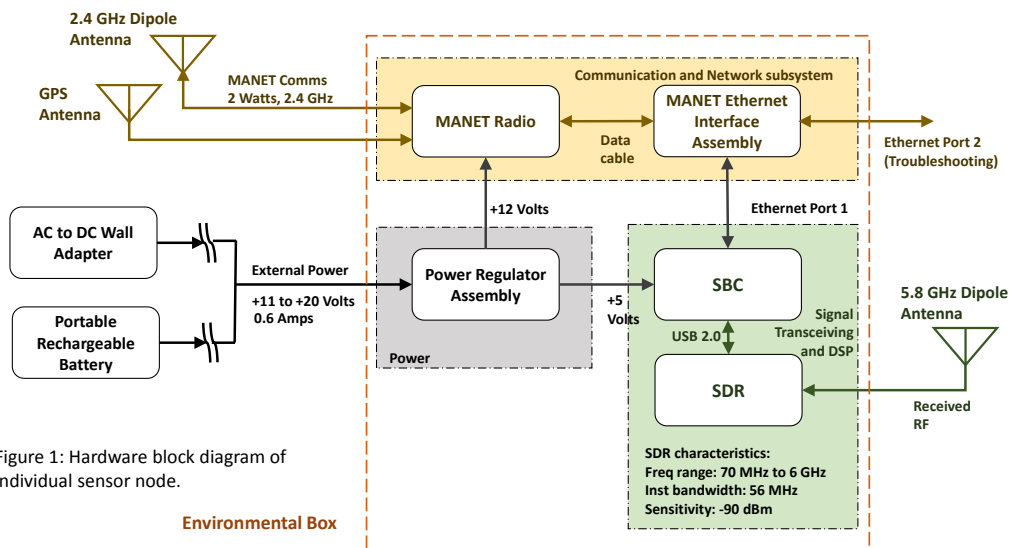 2.4 GHz Dipole
Antenna
GPS
Antenna
MANET Comms
2 Watts, 2.4 GHz
Communication and Network subsystem
MANET Radio
Data
cable
MANET Ethernet
Interface
Assembly
Ethernet Port 2
(Troubleshooting)
+12 Volts
Ethernet Port 1
AC to DC Wall
Adapter
Portable
Rechargeable
Battery
External Power
+11 to +20 Volts
0.6 Amps
Power Regulator
Assembly
Power
+5
Volts
SBC
USB 2.0
Signal
Transceiving
and DSP
SDR
5.8 GHz Dipole
Antenna
Received
RF
SDR characteristics:
Freq range: 70 MHz to 6 GHz
Inst bandwidth: 56 MHz
Sensitivity: -90 dBm
Figure 1: Hardware block diagram of
individual sensor node.
Environmental Box